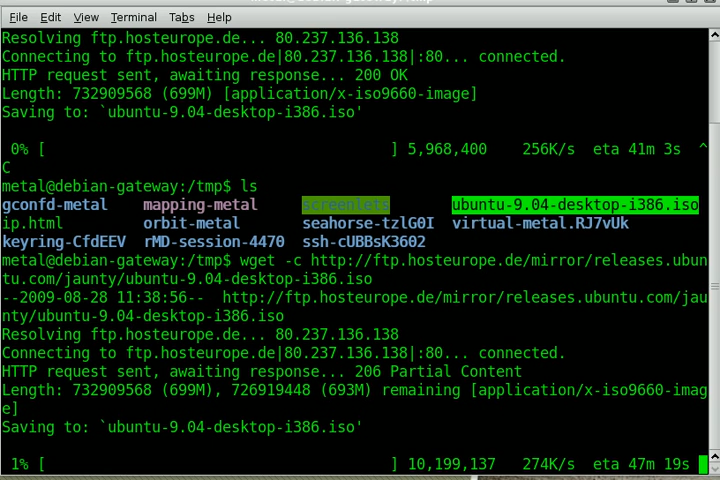 File Edit View Terminal Tabs Help
Resolving ftp.hosteurope.de... 80.237.136.138
Connecting to ftp.hosteurope.de|80.237.136.138|:80... connected.
HTTP request sent, awaiting response... 200 OK
Length: 732909568 (699M) [application/x-iso9660-image]
Saving to: `ubuntu-9.04-desktop-i386.iso'
0% [ ] 5,968,400 256K/s eta 41m 3s ^
C
metal@debian-gateway:/tmp$ ls
gconfd-metal mapping-metal screenlets ubuntu-9.04-desktop-i386.iso
ip.html orbit-metal seahorse-tzlG0I virtual-metal.RJ7vUk
keyring-CfdEEV rMD-session-4470 ssh-cUBBsK3602
metal@debian-gateway:/tmp$ wget -c http://ftp.hosteurope.de/mirror/releases.ubun
tu.com/jaunty/ubuntu-9.04-desktop-i386.iso
--2009-08-28 11:38:56-- http://ftp.hosteurope.de/mirror/releases.ubuntu.com/jau
nty/ubuntu-9.04-desktop-i386.iso
Resolving ftp.hosteurope.de... 80.237.136.138
Connecting to ftp.hosteurope.de|80.237.136.138|:80... connected.
HTTP request sent, awaiting response... 206 Partial Content
Length: 732909568 (699M), 726919448 (693M) remaining [application/x-iso9660-imag
e]
Saving to: `ubuntu-9.04-desktop-i386.iso'
1% [ ] 10,199,137 274K/s eta 47m 19s